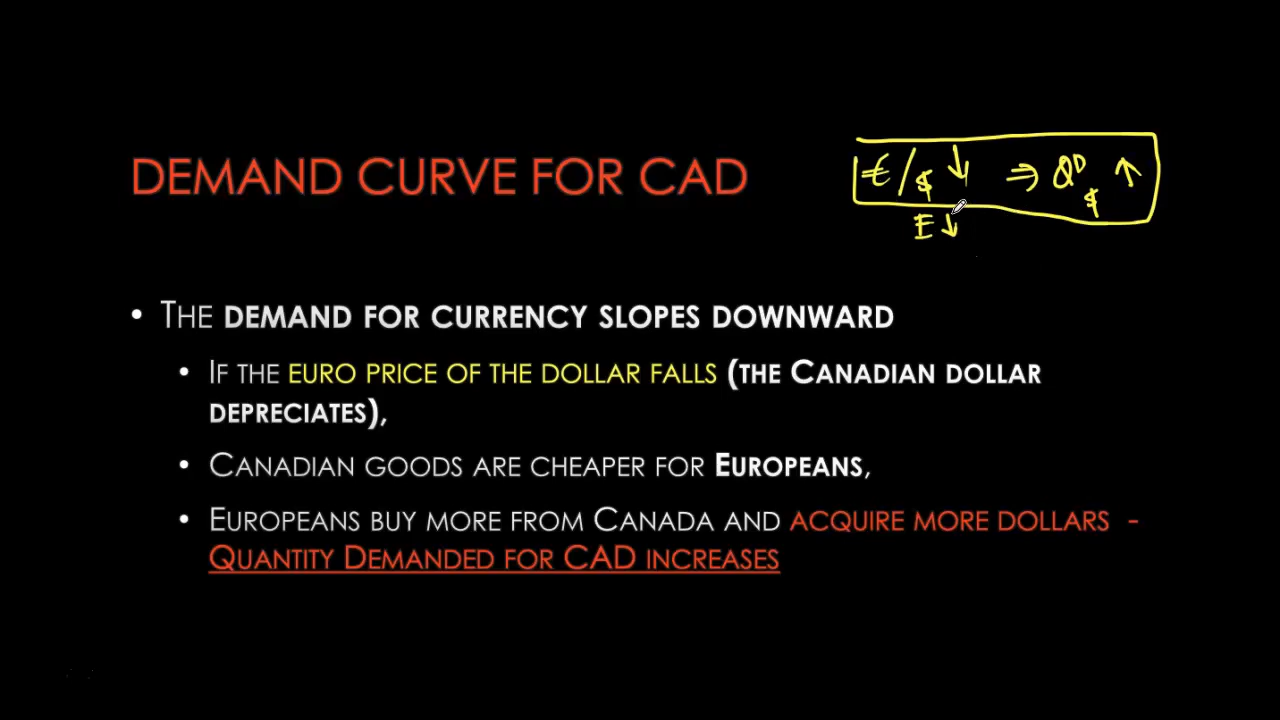 DEMAND CURVE FOR CAD
€/$ ↓ ⇒ Q^D_$ ↑
E ↓
• THE DEMAND FOR CURRENCY SLOPES DOWNWARD
• IF THE EURO PRICE OF THE DOLLAR FALLS (THE CANADIAN DOLLAR
DEPRECIATES),
• CANADIAN GOODS ARE CHEAPER FOR EUROPEANS,
• EUROPEANS BUY MORE FROM CANADA AND ACQUIRE MORE DOLLARS -
QUANTITY DEMANDED FOR CAD INCREASES